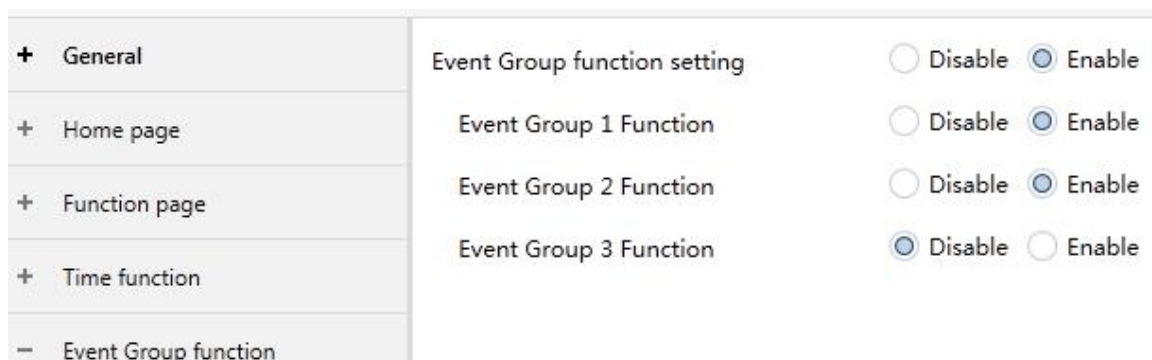 + General
+ Home page
+ Function page
+ Time function
− Event Group function
Event Group function setting Disable Enable
Event Group 1 Function Disable Enable
Event Group 2 Function Disable Enable
Event Group 3 Function Disable Enable